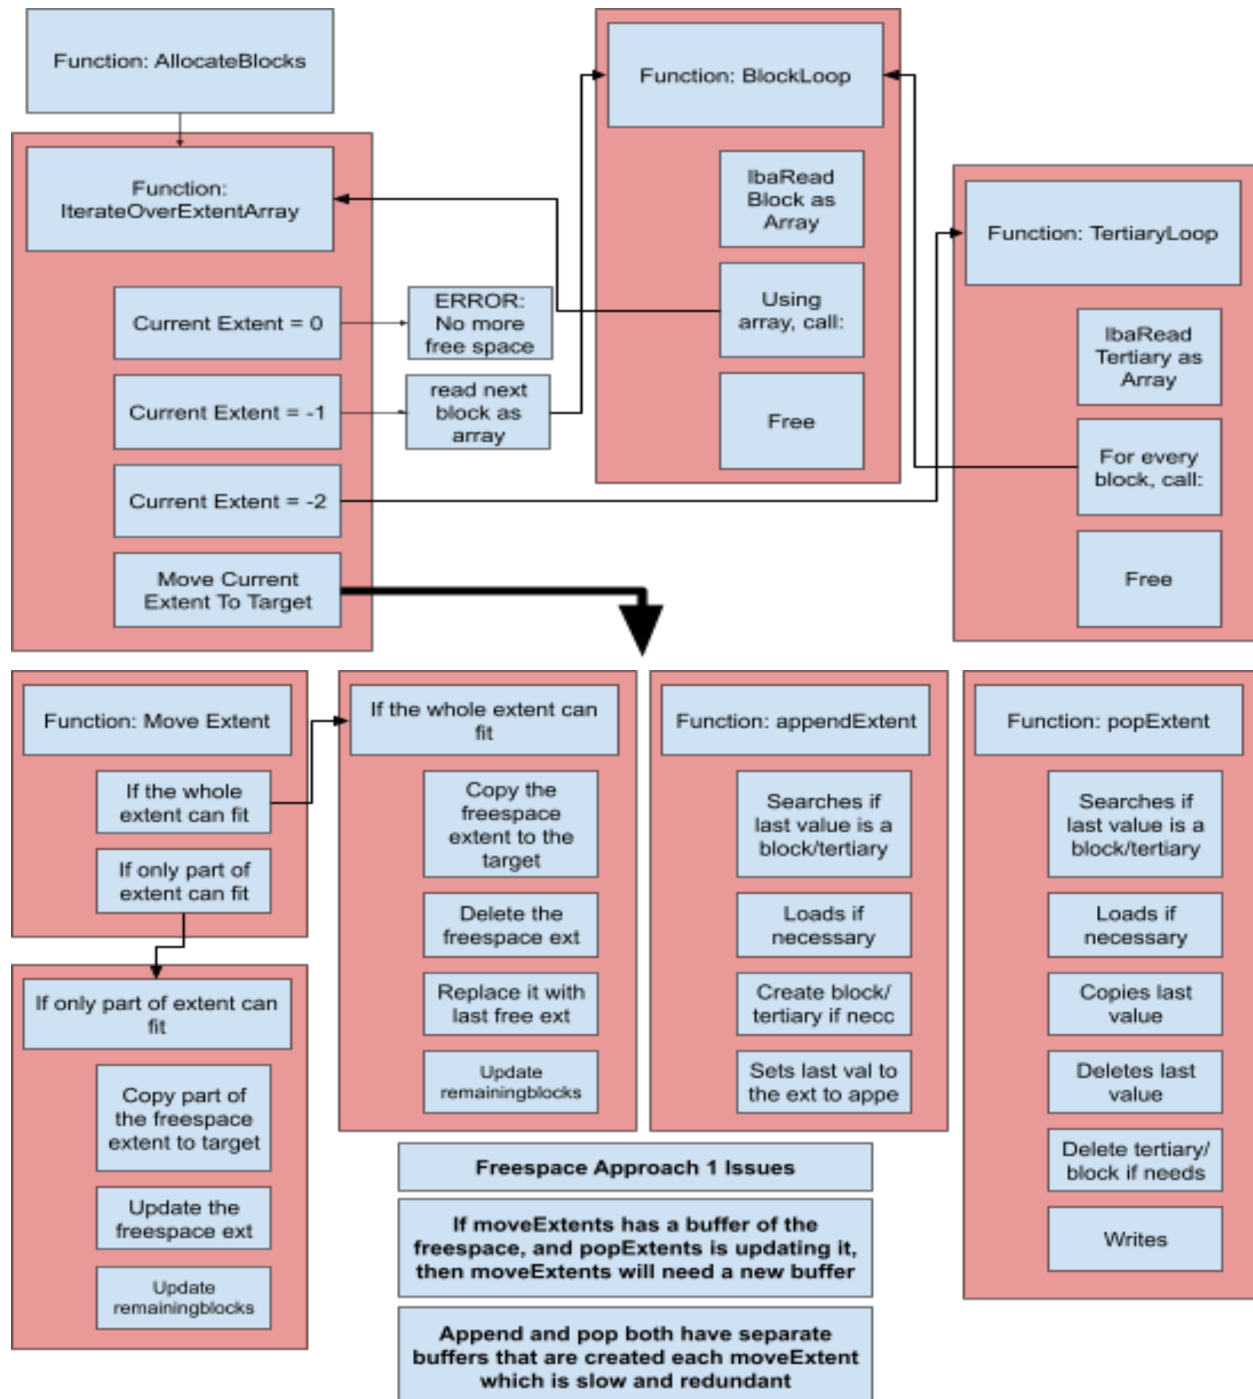 Function: AllocateBlocks
Function:
IterateOverExtentArray
Current Extent = 0
Current Extent = -1
Current Extent = -2
Move Current
Extent To Target
ERROR:
No more
free space
read next
block as
array
Function: BlockLoop
lbaRead
Block as
Array
Using
array, call:
Free
Function: TertiaryLoop
lbaRead
Tertiary as
Array
For every
block, call:
Free
Function: Move Extent
If the whole
extent can fit
If only part of
extent can fit
If only part of extent can
fit
Copy part of
the freespace
extent to target
Update the
freespace ext
Update
remainingblocks
If the whole extent can
fit
Copy the
freespace
extent to the
target
Delete the
freespace ext
Replace it with
last free ext
Update
remainingblocks
Function: appendExtent
Searches if
last value is a
block/tertiary
Loads if
necessary
Create block/
tertiary if necc
Sets last val to
the ext to appe
Function: popExtent
Searches if
last value is a
block/tertiary
Loads if
necessary
Copies last
value
Deletes last
value
Delete tertiary/
block if needs
Writes
Freespace Approach 1 Issues
If moveExtents has a buffer of the
freespace, and popExtents is updating it,
then moveExtents will need a new buffer
Append and pop both have separate
buffers that are created each moveExtent
which is slow and redundant